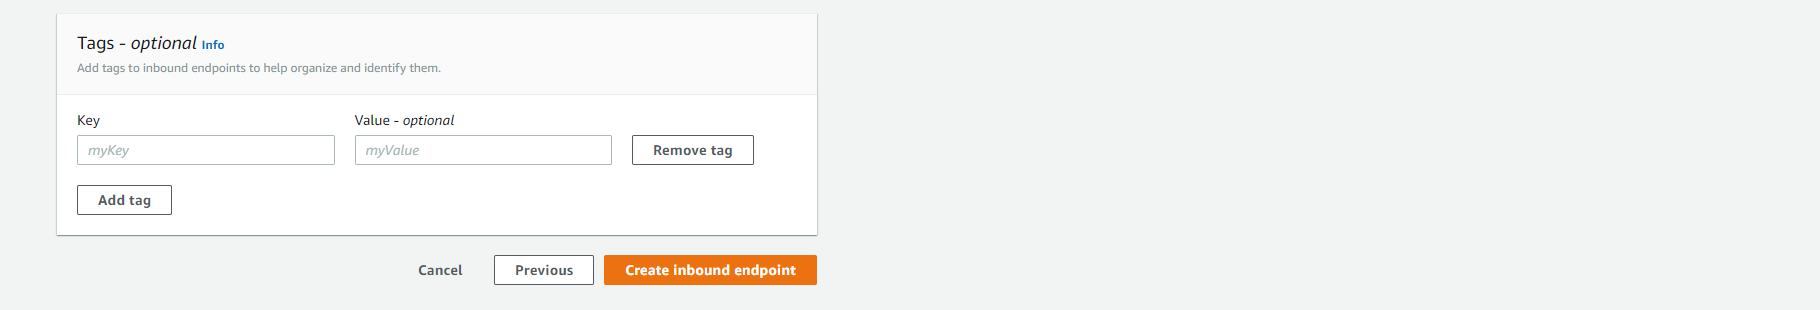 Tags - optional Info
Add tags to inbound endpoints to help organize and identify them.
Key
Value - optional
myKey
myValue
Remove tag
Add tag
Cancel
Previous
Create inbound endpoint